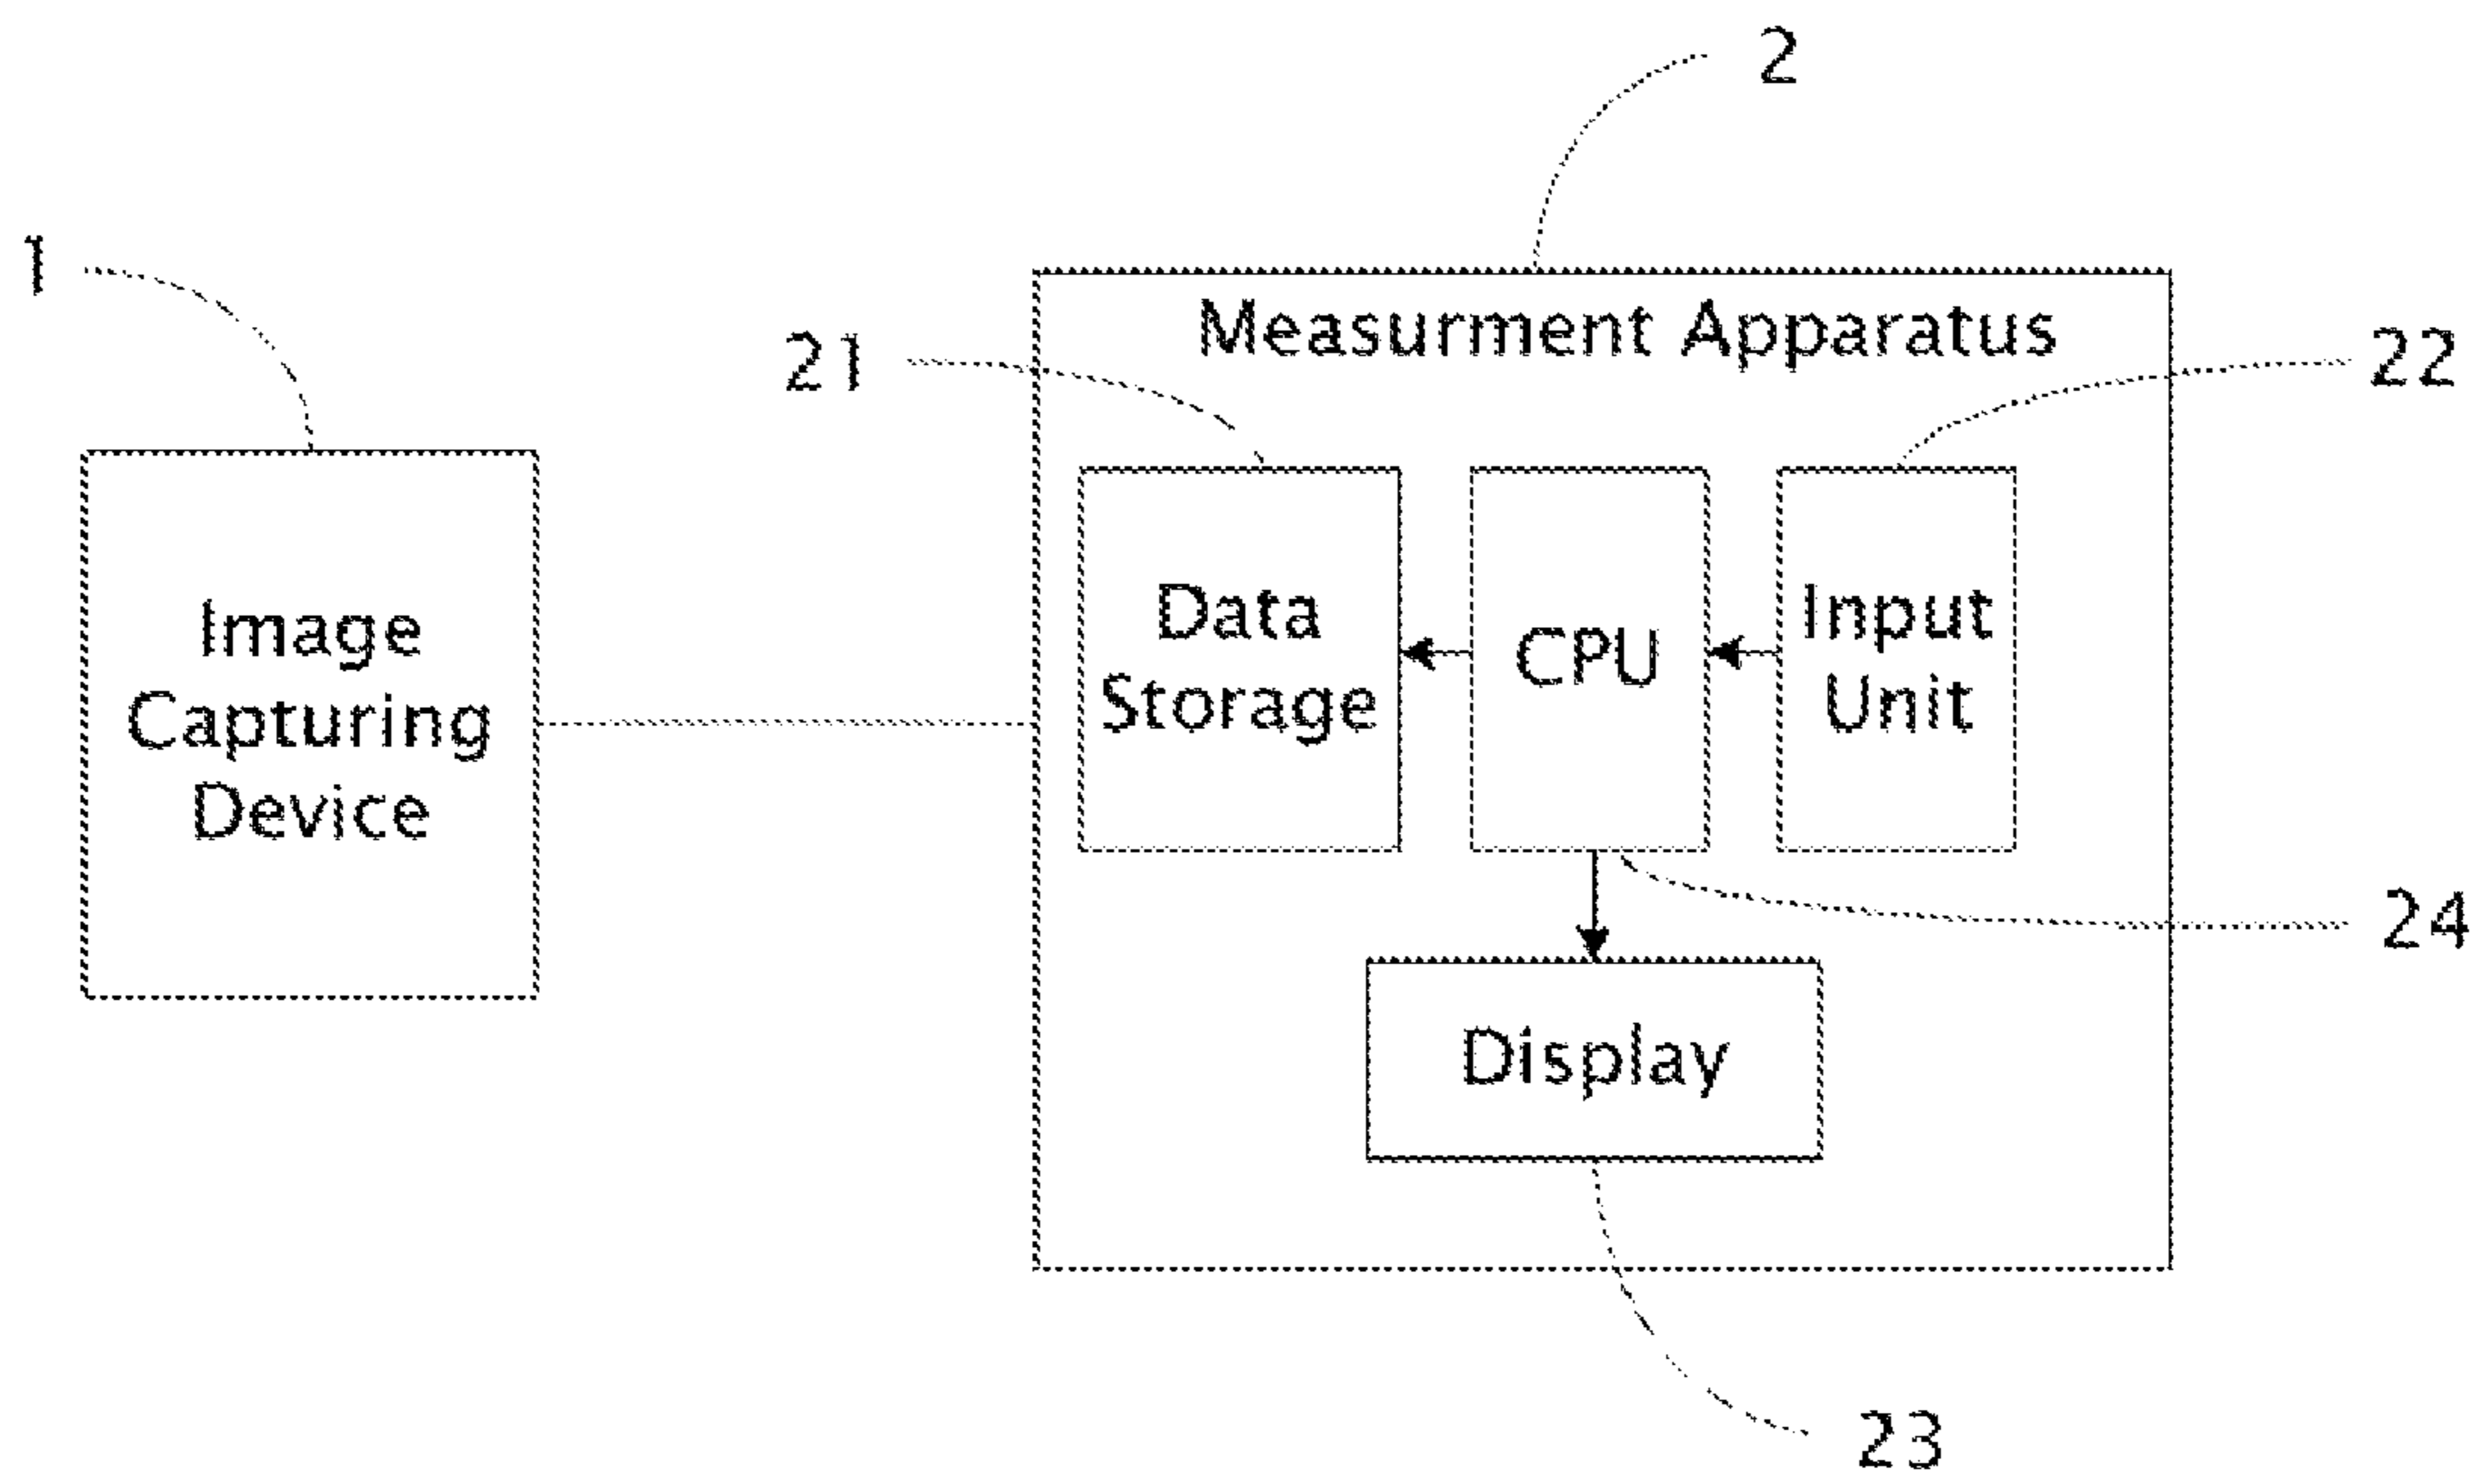 2
1
Measurment Apparatus
21
22
Image
Capturing
Device
Data
Storage
CPU
Input
Unit
24
Display
23